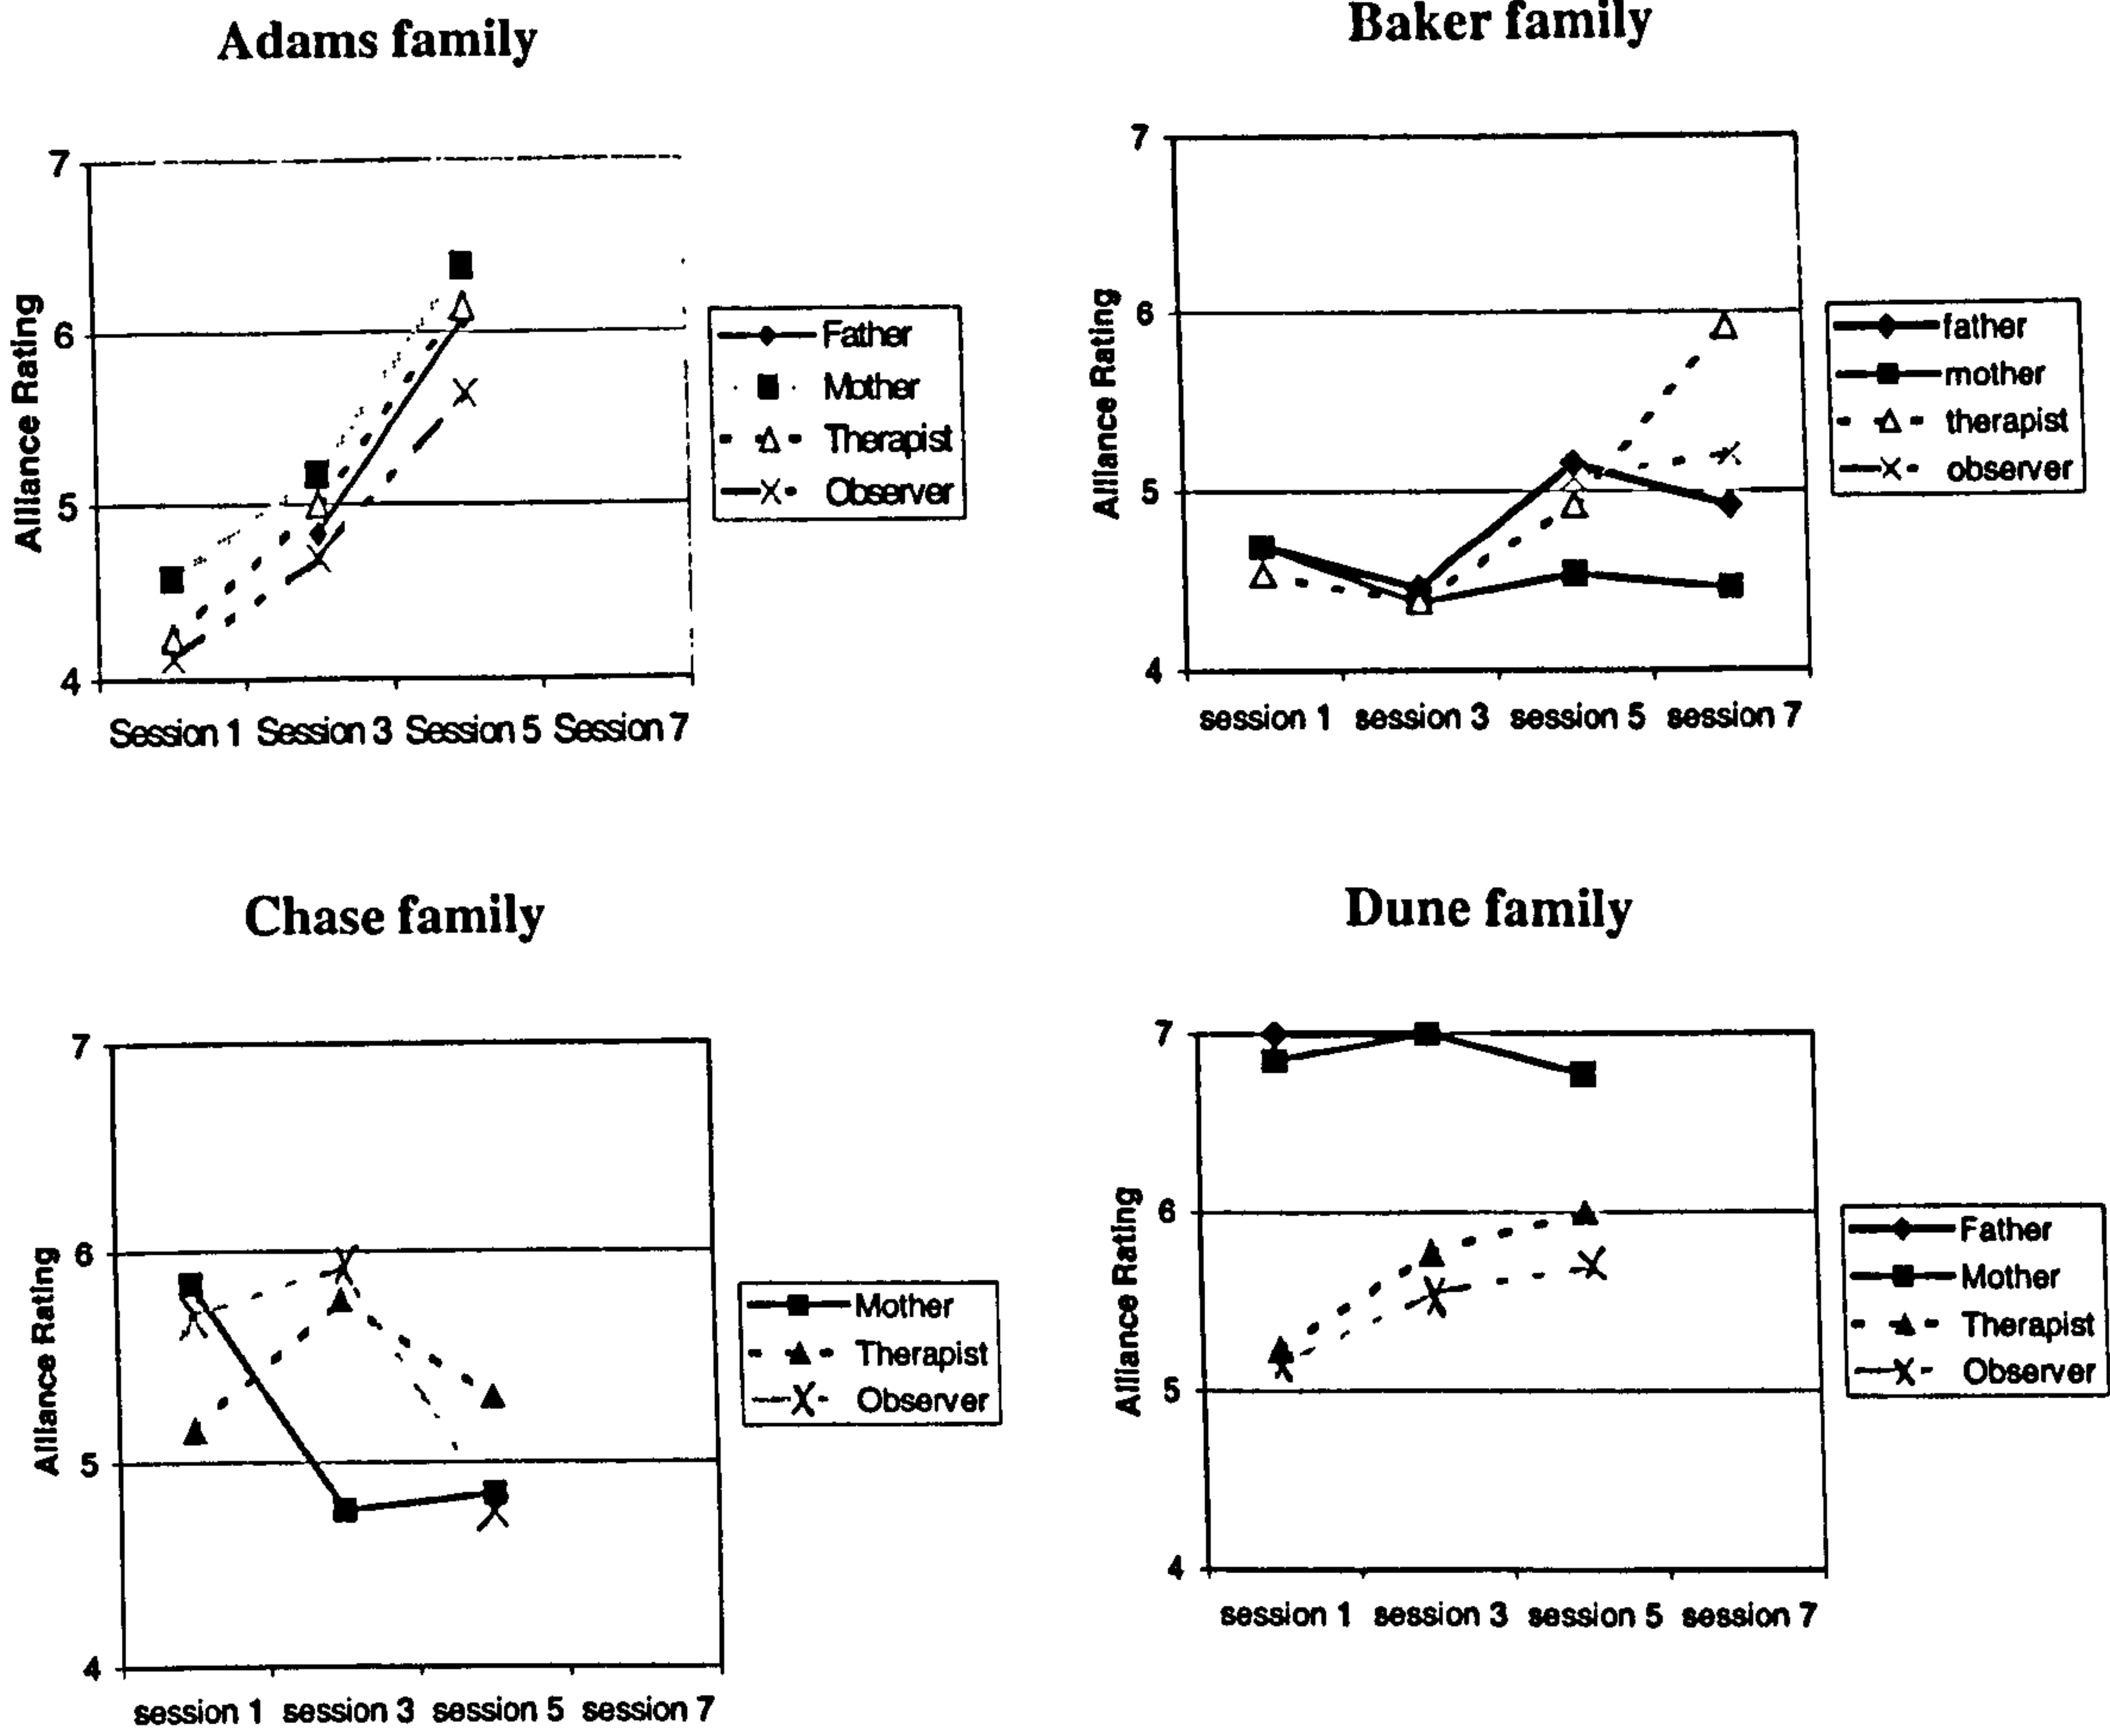 Adams family
7
6
5
4
Alliance Rating
Session 1 Session 3 Session 5 Session 7
Father
Mother
Therapist
Observer
Baker family
7
6
5
4
Alliance Rating
session 1 session 3 session 5 session 7
father
mother
therapist
observer
Chase family
7
6
5
4
Alliance Rating
session 1 session 3 session 5 session 7
Mother
Therapist
Observer
Dune family
7
6
5
4
Alliance Rating
session 1 session 3 session 5 session 7
Father
Mother
Therapist
Observer